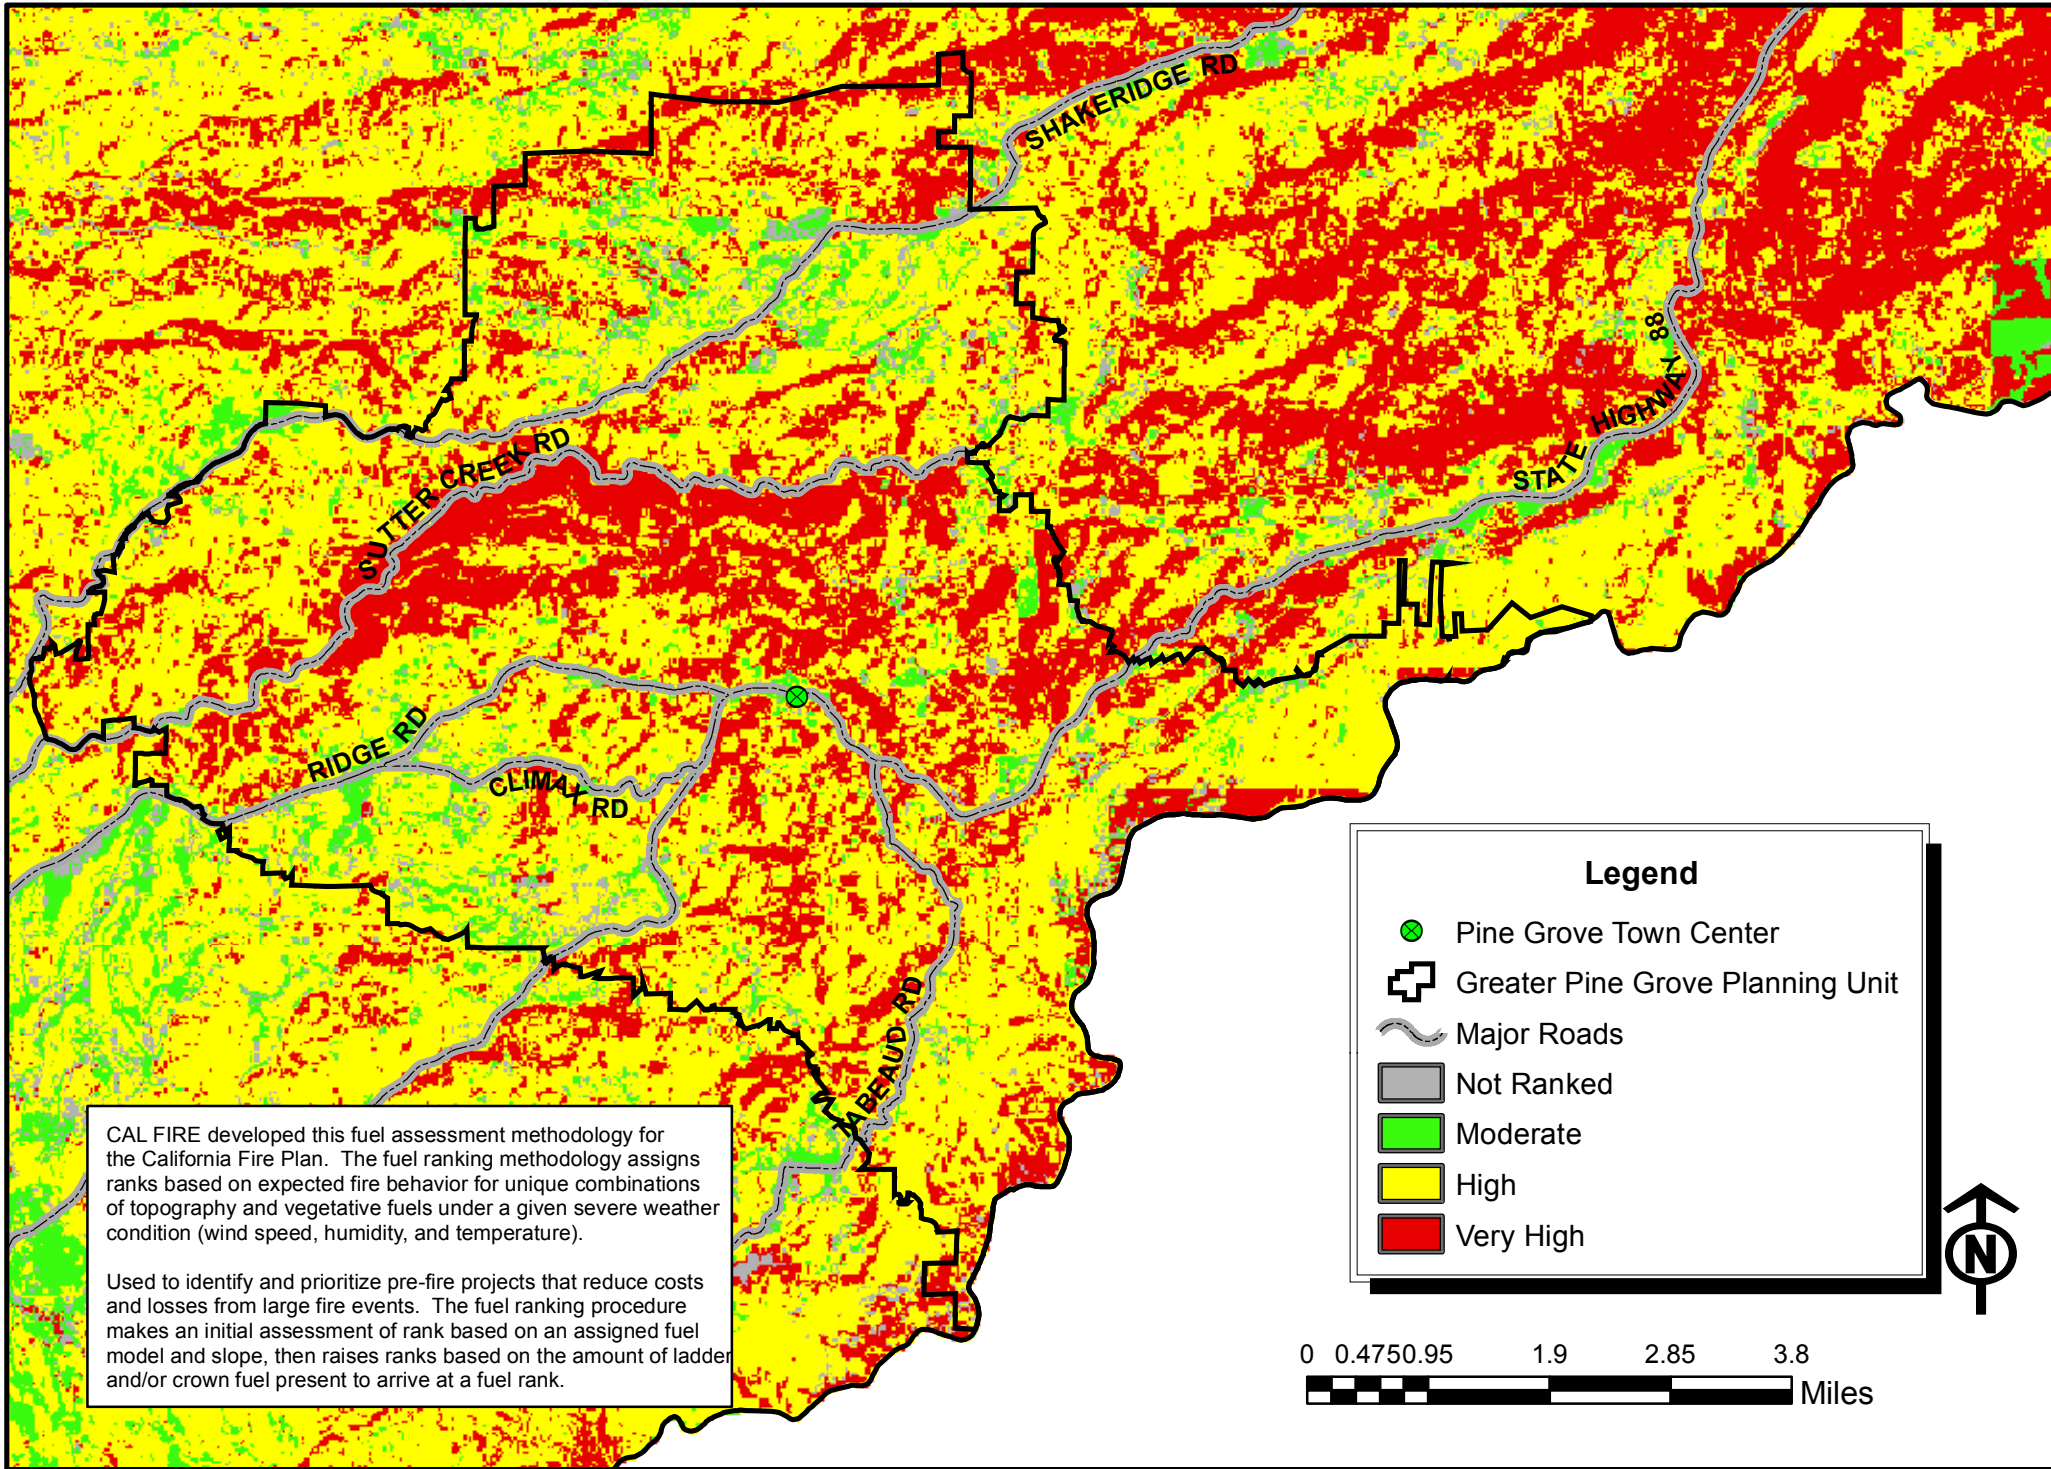 SHAKERIDGE RD
STATE HIGHWAY 88
SUTTER CREEK RD
RIDGE RD
CLIMAX RD
TABEAUD RD
Legend
Pine Grove Town Center
Greater Pine Grove Planning Unit
Major Roads
Not Ranked
Moderate
High
Very High
N
CAL FIRE developed this fuel assessment methodology for
the California Fire Plan. The fuel ranking methodology assigns
ranks based on expected fire behavior for unique combinations
of topography and vegetative fuels under a given severe weather
condition (wind speed, humidity, and temperature).
Used to identify and prioritize pre-fire projects that reduce costs
and losses from large fire events. The fuel ranking procedure
makes an initial assessment of rank based on an assigned fuel
model and slope, then raises ranks based on the amount of ladder
and/or crown fuel present to arrive at a fuel rank.
0 0.475 0.95 1.9 2.85 3.8
Miles